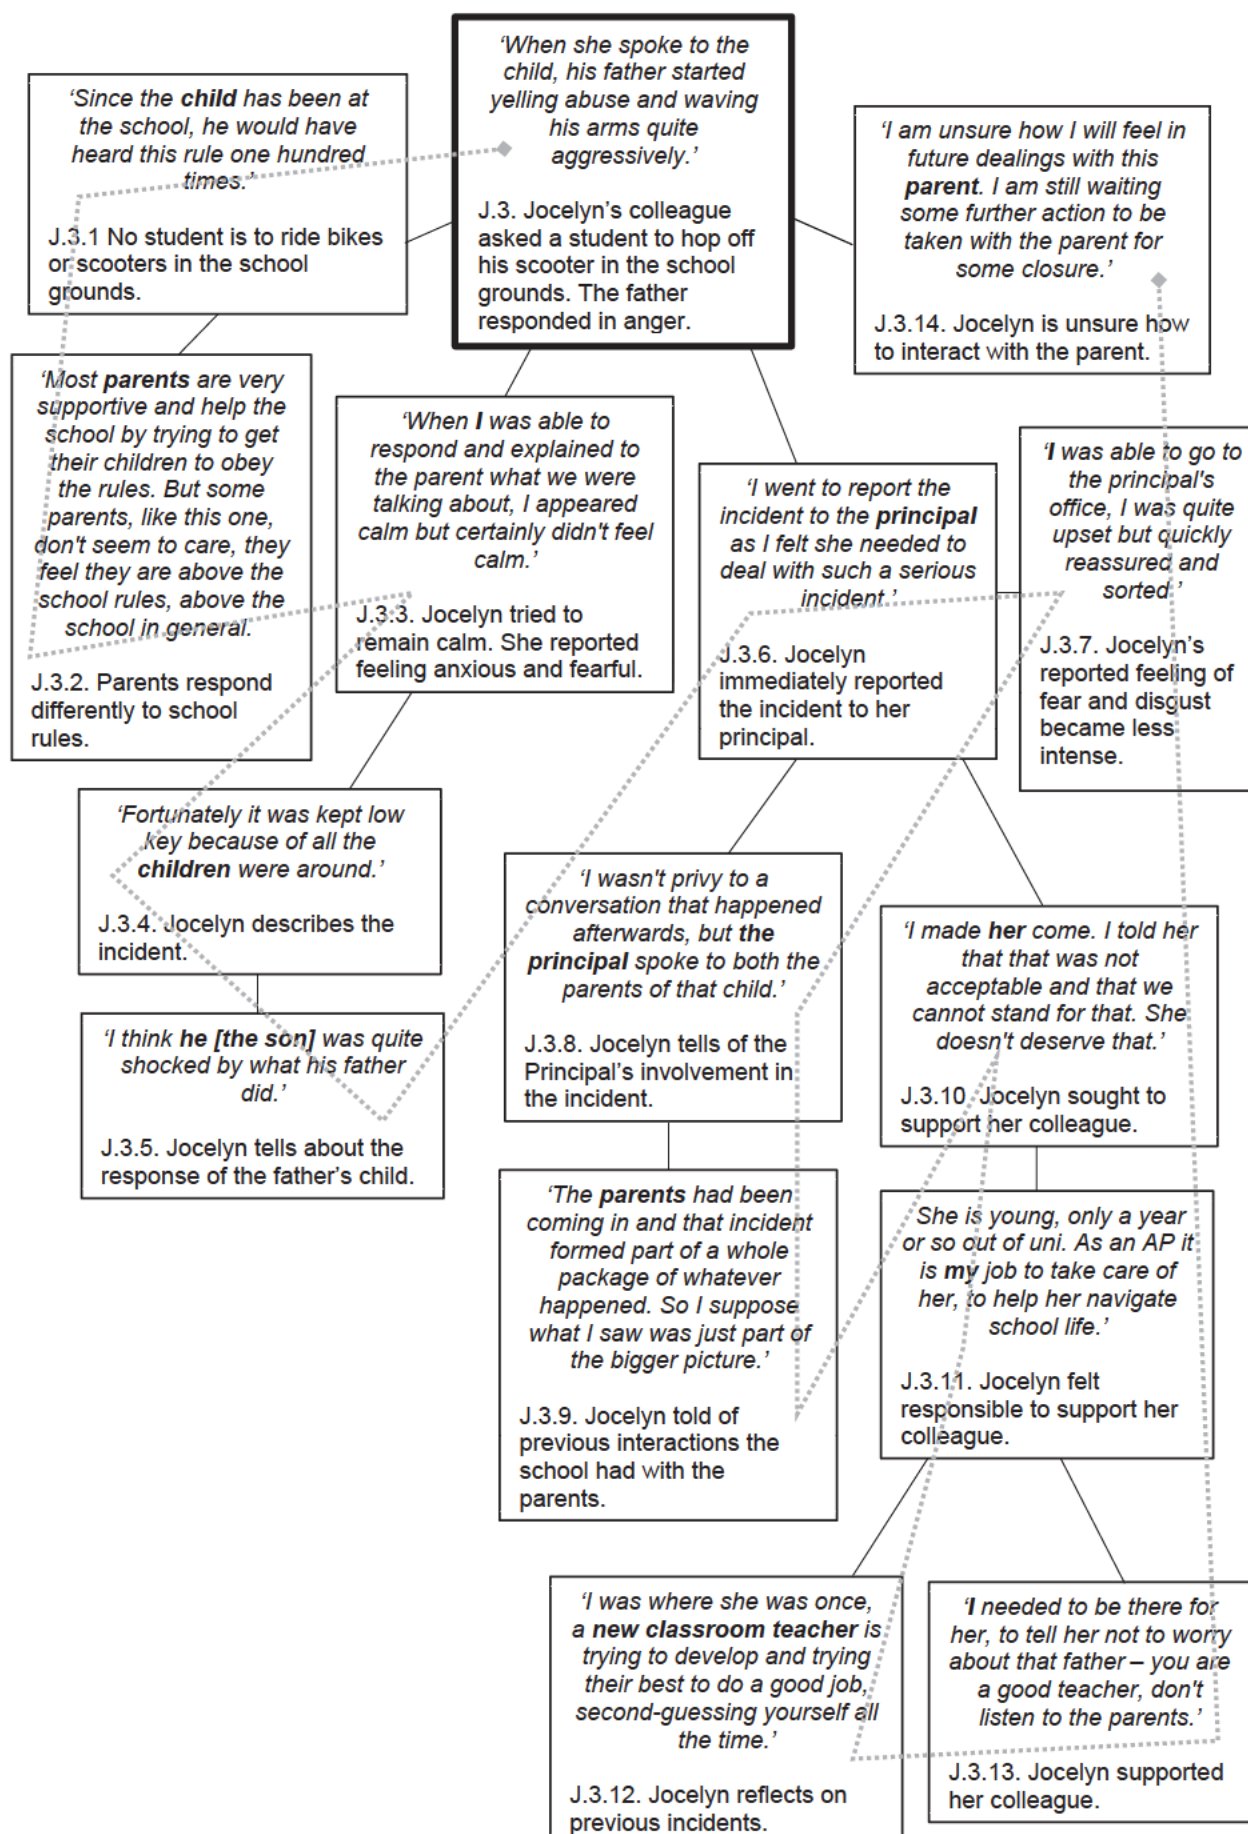 ‘When she spoke to the
child, his father started
yelling abuse and waving
his arms quite
aggressively.’
J.3. Jocelyn’s colleague
asked a student to hop off
his scooter in the school
grounds. The father
responded in anger.
‘Since the child has been at
the school, he would have
heard this rule one hundred
times.’
J.3.1 No student is to ride bikes
or scooters in the school
grounds.
‘Most parents are very
supportive and help the
school by trying to get
their children to obey
the rules. But some
parents, like this one,
don't seem to care, they
feel they are above the
school rules, above the
school in general.
J.3.2. Parents respond
differently to school
rules.
‘When I was able to
respond and explained to
the parent what we were
talking about, I appeared
calm but certainly didn't feel
calm.’
J.3.3. Jocelyn tried to
remain calm. She reported
feeling anxious and fearful.
‘Fortunately it was kept low
key because of all the
children were around.’
J.3.4. Jocelyn describes the
incident.
‘I think he [the son] was quite
shocked by what his father
did.’
J.3.5. Jocelyn tells about the
response of the father’s child.
‘I went to report the
incident to the principal
as I felt she needed to
deal with such a serious
incident.’
J.3.6. Jocelyn
immediately reported
the incident to her
principal.
‘I was able to go to
the principal's
office, I was quite
upset but quickly
reassured and
sorted.’
J.3.7. Jocelyn’s
reported feeling of
fear and disgust
became less
intense.
‘I wasn't privy to a
conversation that happened
afterwards, but the
principal spoke to both the
parents of that child.’
J.3.8. Jocelyn tells of the
Principal’s involvement in
the incident.
‘The parents had been
coming in and that incident
formed part of a whole
package of whatever
happened. So I suppose
what I saw was just part of
the bigger picture.’
J.3.9. Jocelyn told of
previous interactions the
school had with the
parents.
‘I made her come. I told her
that that was not
acceptable and that we
cannot stand for that. She
doesn't deserve that.’
J.3.10. Jocelyn sought to
support her colleague.
She is young, only a year
or so out of uni. As an AP it
is my job to take care of
her, to help her navigate
school life.’
J.3.11. Jocelyn felt
responsible to support her
colleague.
‘I was where she was once,
a new classroom teacher is
trying to develop and trying
their best to do a good job,
second-guessing yourself all
the time.’
J.3.12. Jocelyn reflects on
previous incidents.
‘I needed to be there for
her, to tell her not to worry
about that father – you are
a good teacher, don't
listen to the parents.’
J.3.13. Jocelyn supported
her colleague.
‘I am unsure how I will feel in
future dealings with this
parent. I am still waiting
some further action to be
taken with the parent for
some closure.’
J.3.14. Jocelyn is unsure how
to interact with the parent.